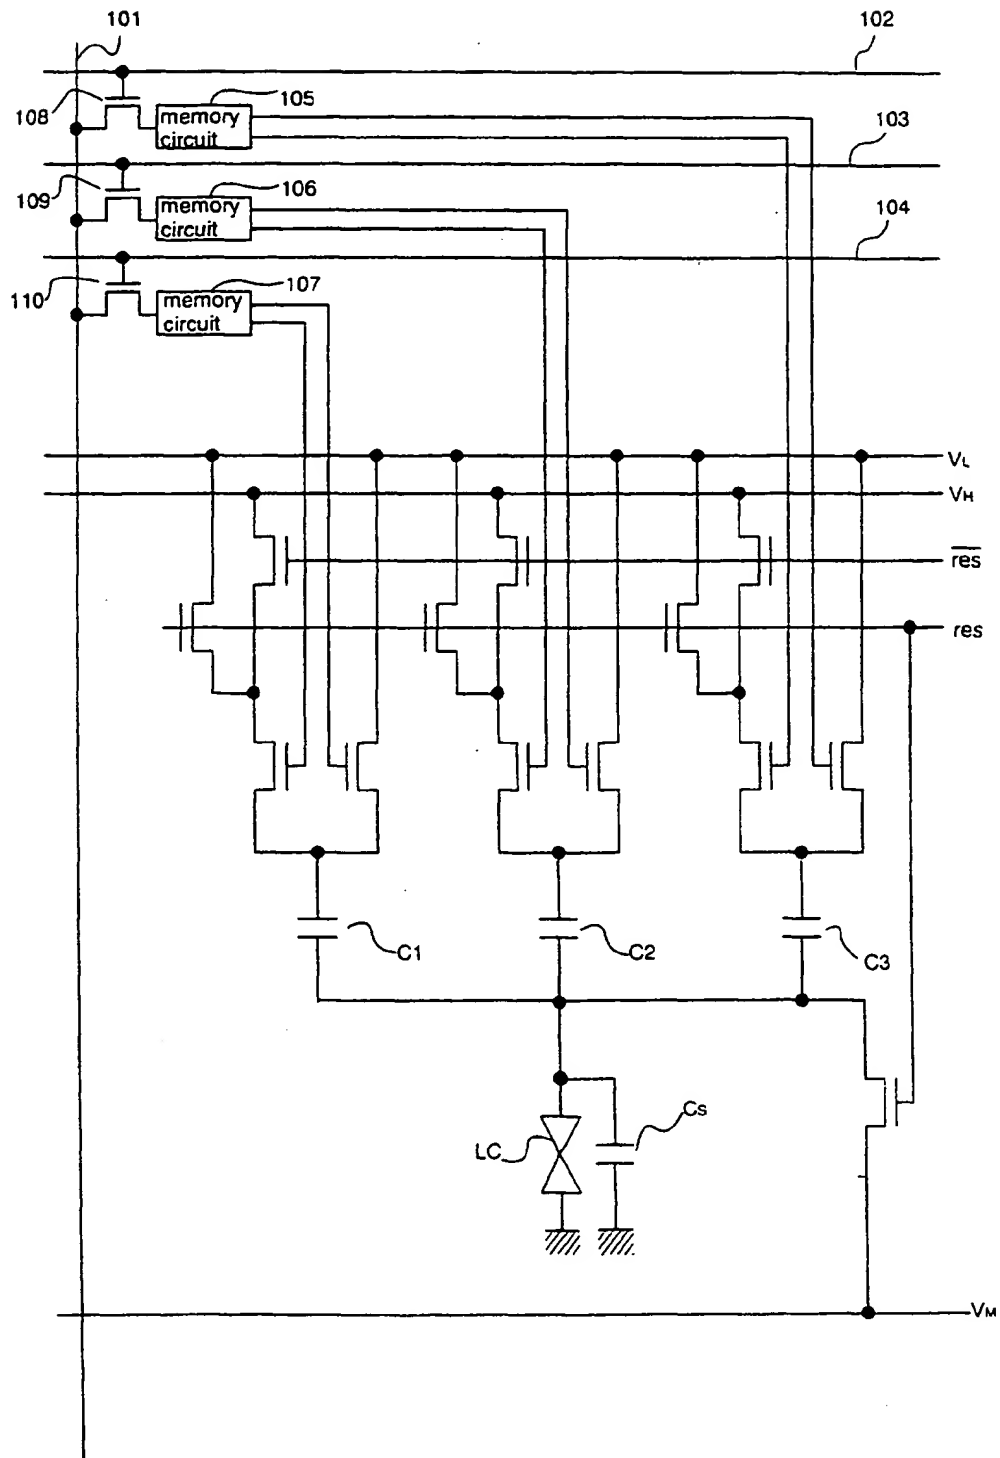 101
102
108
105
memory
circuit
103
109
106
memory
circuit
104
110
107
memory
circuit
VL
VH
res
res
C1
C2
C3
LC
Cs
VM